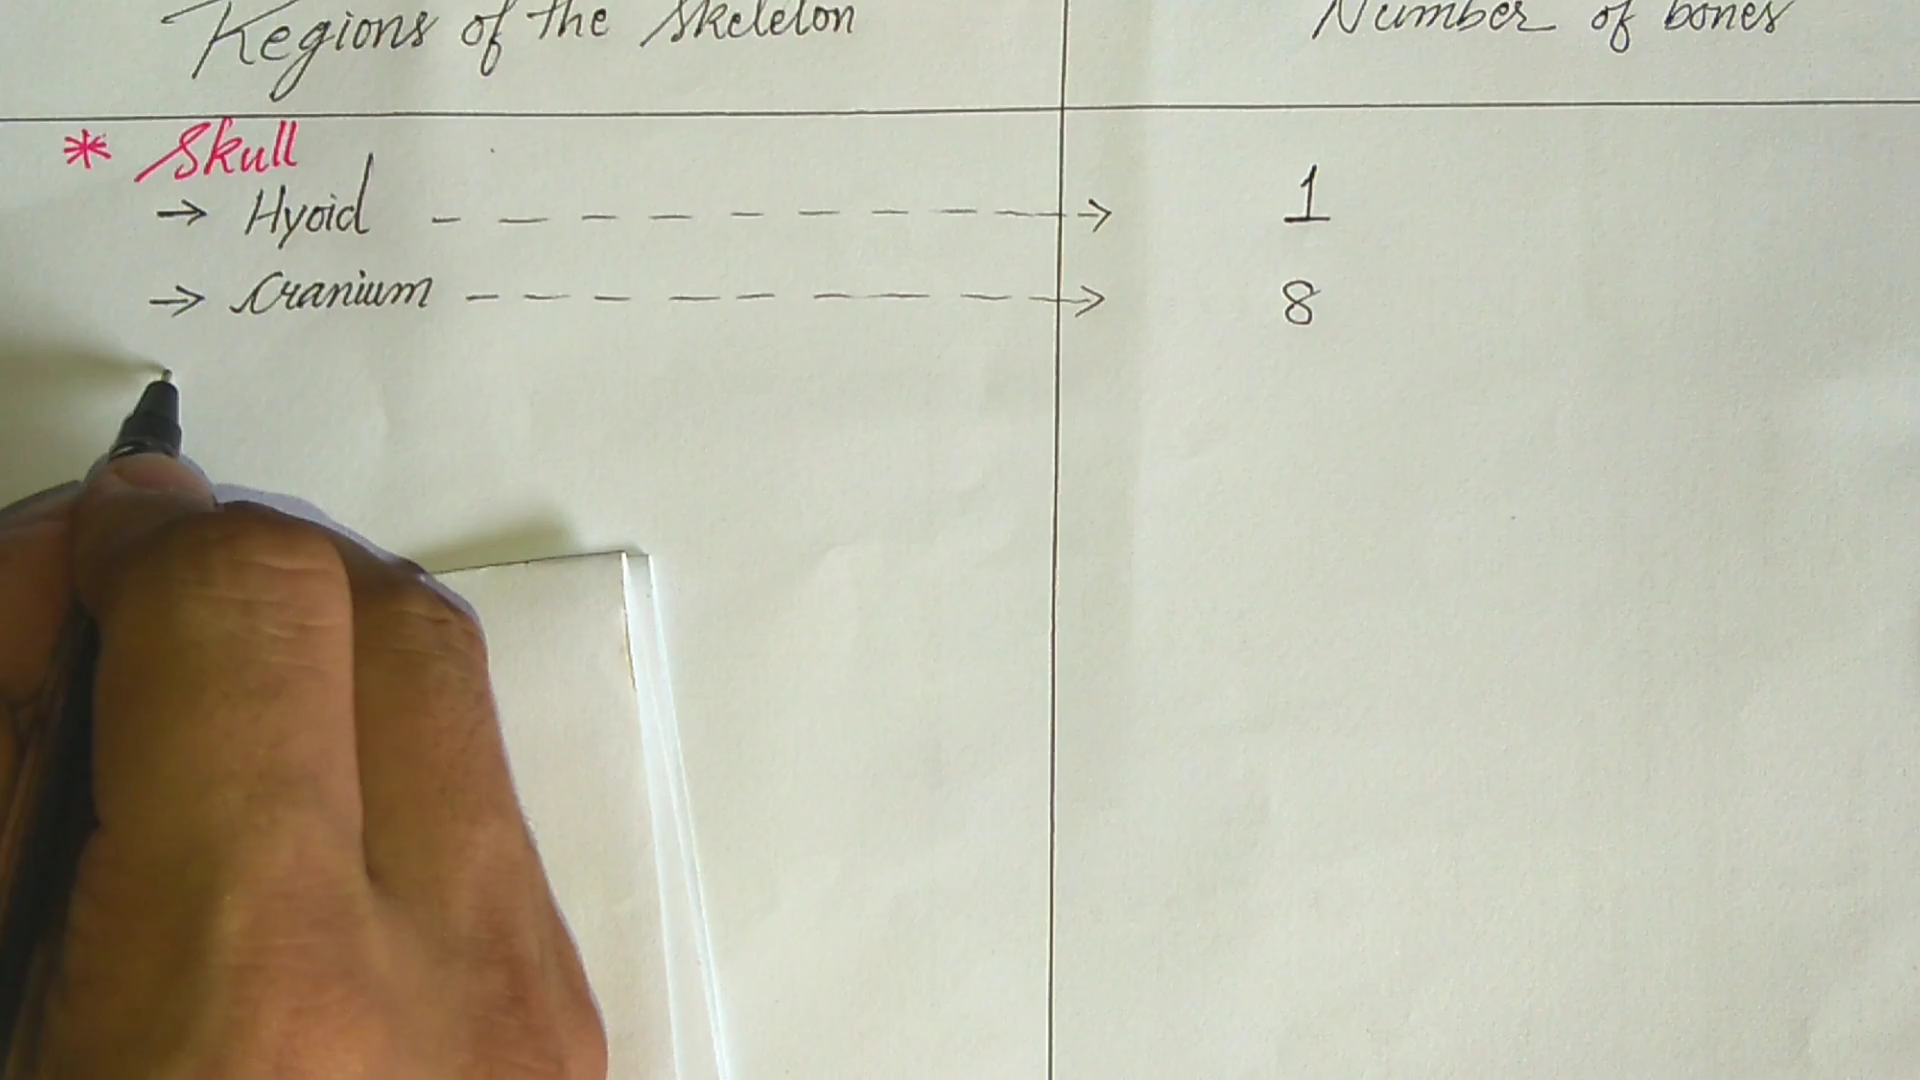 Regions of the Skeleton Number of bones
* Skull
→ Hyoid - - - - - - - - → 1
→ Cranium - - - - - - - - → 8